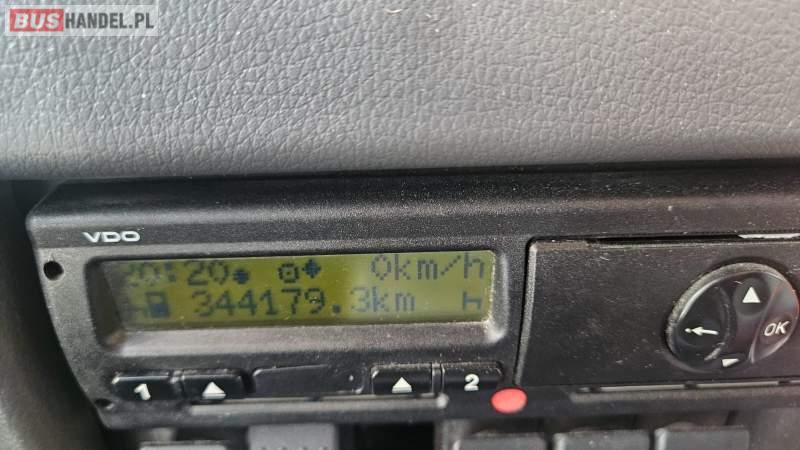 BUSHANDEL.PL
VDO
20:20 0km/h
344179.3km
1
2
OK